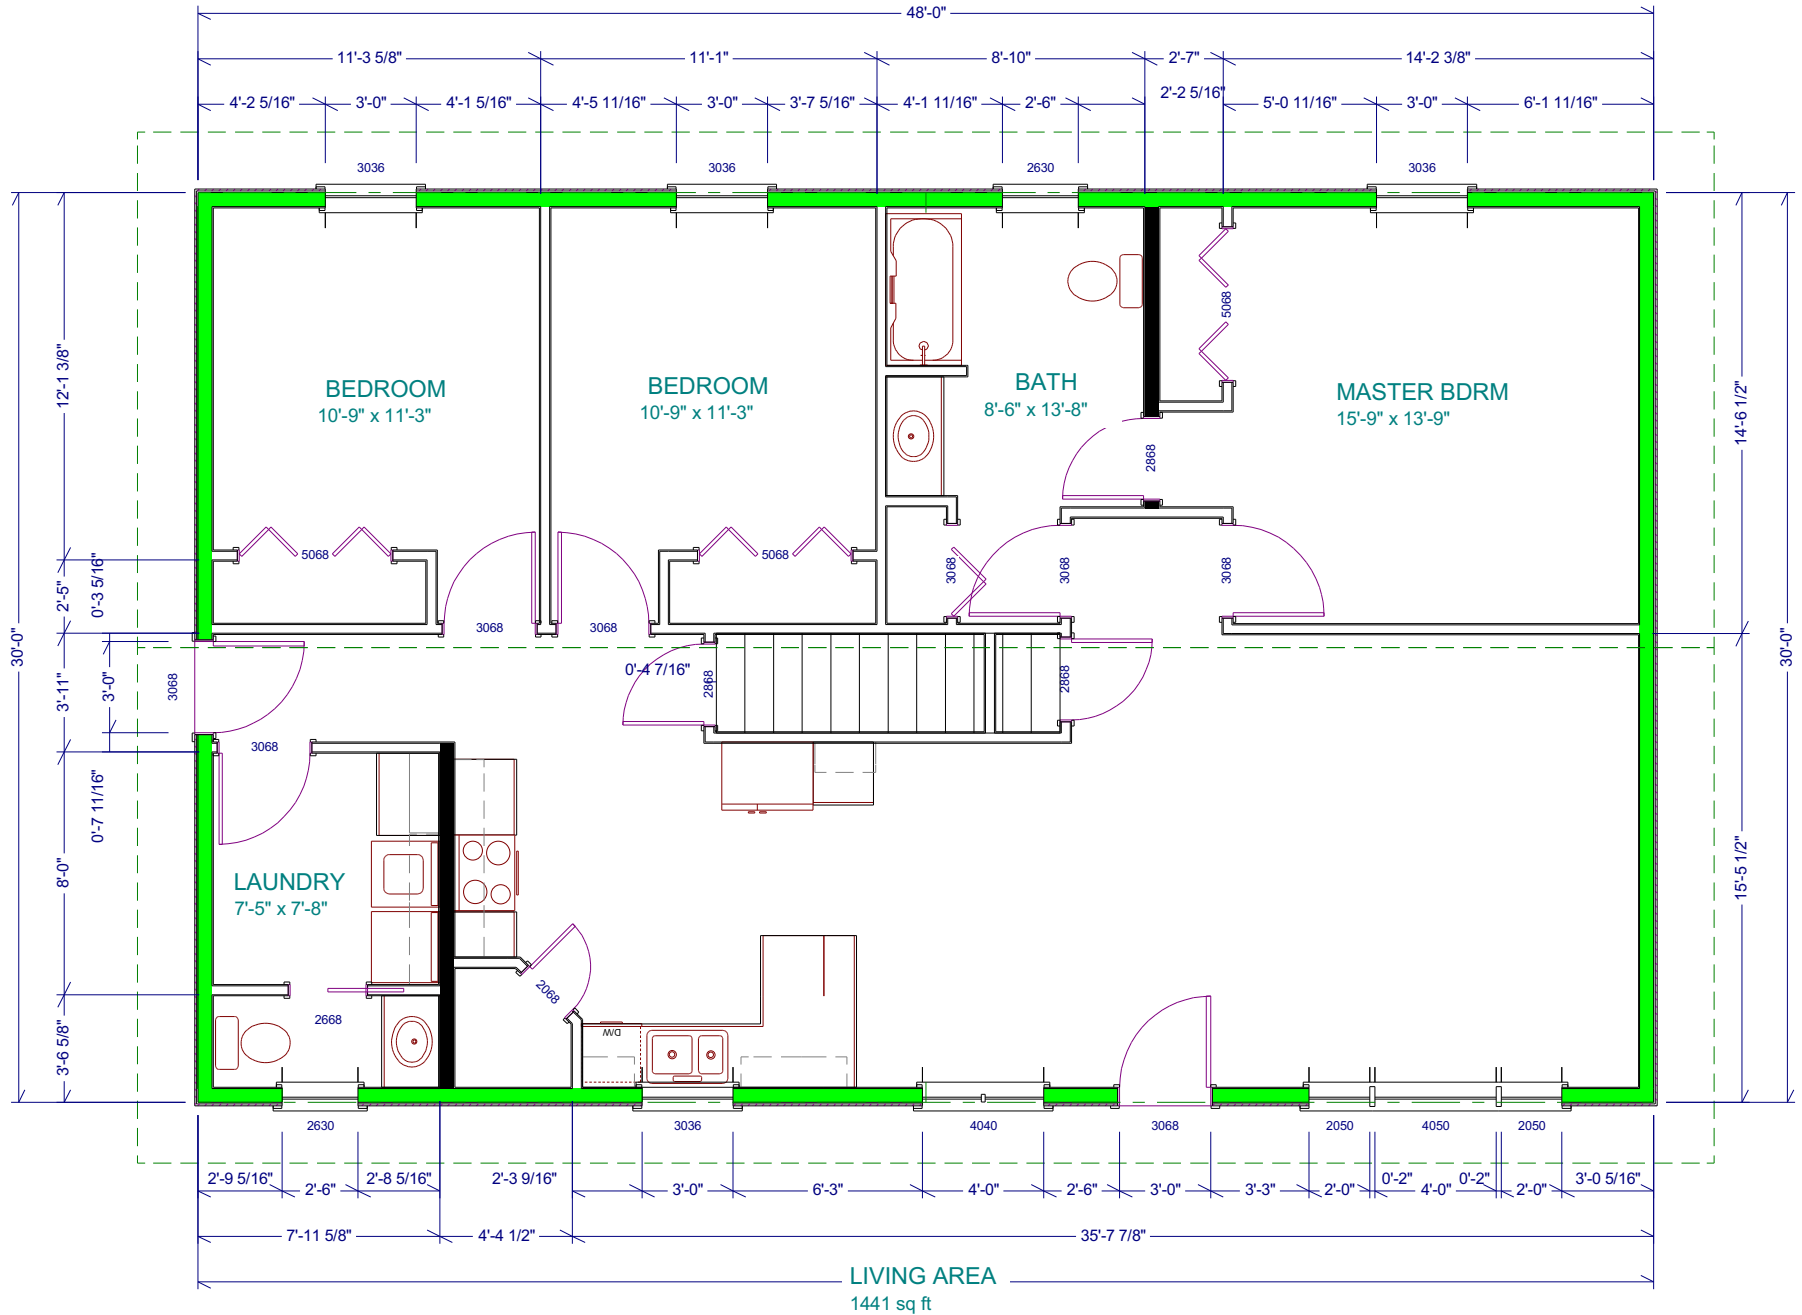 48'-0"
11'-3 5/8" 11'-1" 8'-10" 2'-7" 14'-2 3/8"
4'-2 5/16" 3'-0" 4'-1 5/16" 4'-5 11/16" 3'-0" 3'-7 5/16" 4'-1 11/16" 2'-6" 2'-2 5/16" 5'-0 11/16" 3'-0" 6'-1 11/16"
3036 3036 2630 3036
5068
12'-1 3/8"
BEDROOM
10'-9" x 11'-3"
BEDROOM
10'-9" x 11'-3"
BATH
8'-6" x 13'-8"
MASTER BDRM
15'-9" x 13'-9"
14'-6 1/2"
2868
5068 5068
3068 3068 3068
2'-5"
0'-3 5/16"
3068 3068
30'-0"
30'-0"
3'-11"
3'-0"
3068
0'-4 7/16"
2868 2868
3068
0'-7 11/16"
8'-0"
LAUNDRY
7'-5" x 7'-8"
15'-5 1/2"
2068
2668
D/W
3'-6 5/8"
2630 3036 4040 3068 2050 4050 2050
2'-9 5/16" 2'-6" 2'-8 5/16" 2'-3 9/16" 3'-0" 6'-3" 4'-0" 2'-6" 3'-0" 3'-3" 2'-0" 0'-2" 4'-0" 0'-2" 2'-0" 3'-0 5/16"
7'-11 5/8" 4'-4 1/2" 35'-7 7/8"
LIVING AREA
1441 sq ft